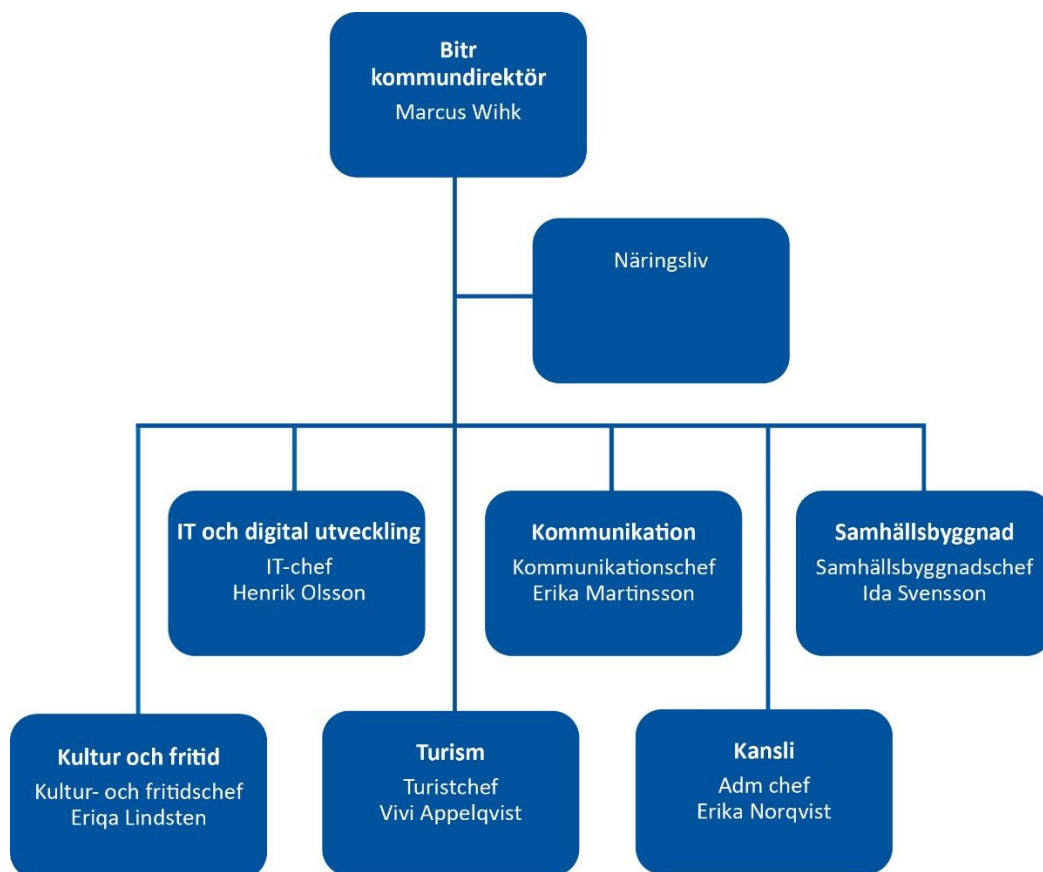 Bitr
kommundirektör
Marcus Wihk
Näringsliv
IT och digital utveckling
IT-chef
Henrik Olsson
Kommunikation
Kommunikationschef
Erika Martinsson
Samhällsbyggnad
Samhällsbyggnadschef
Ida Svensson
Kultur och fritid
Kultur- och fritidschef
Eriqa Lindsten
Turism
Turistchef
Vivi Appelqvist
Kansli
Adm chef
Erika Norqvist